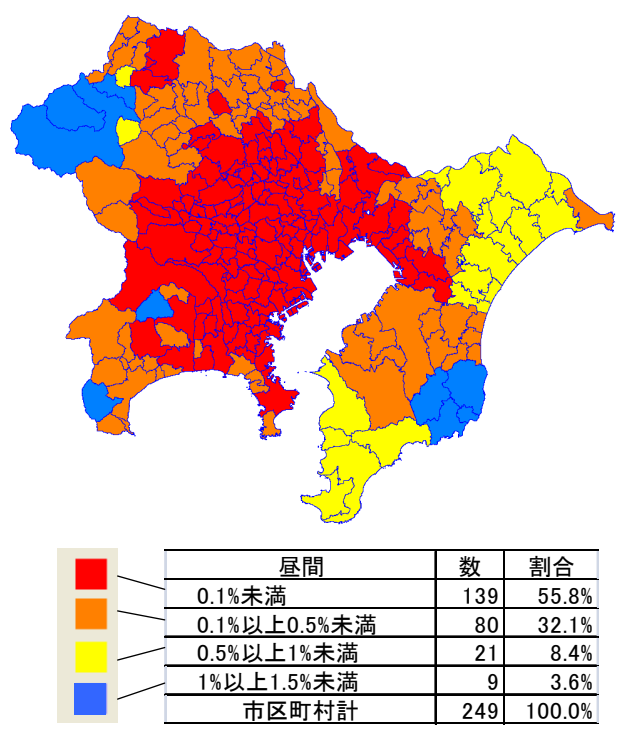 昼間 数 割合
0.1%未満 139 55.8%
0.1%以上0.5%未満 80 32.1%
0.5%以上1%未満 21 8.4%
1%以上1.5%未満 9 3.6%
市区町村計 249 100.0%